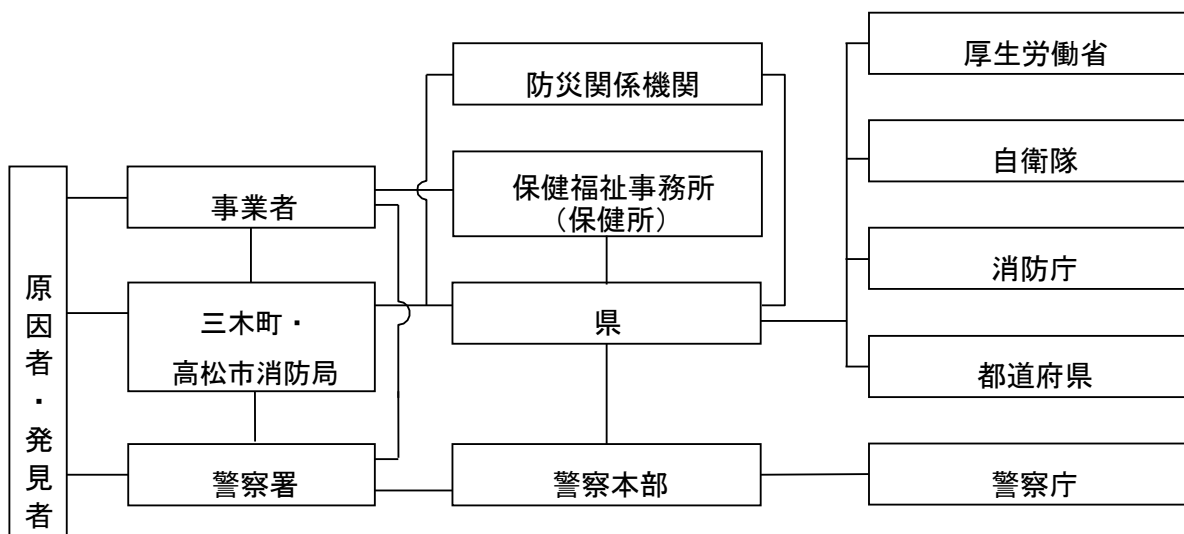 原因者・発見者
事業者
三木町・
高松市消防局
警察署
防災関係機関
保健福祉事務所
（保健所）
県
警察本部
厚生労働省
自衛隊
消防庁
都道府県
警察庁